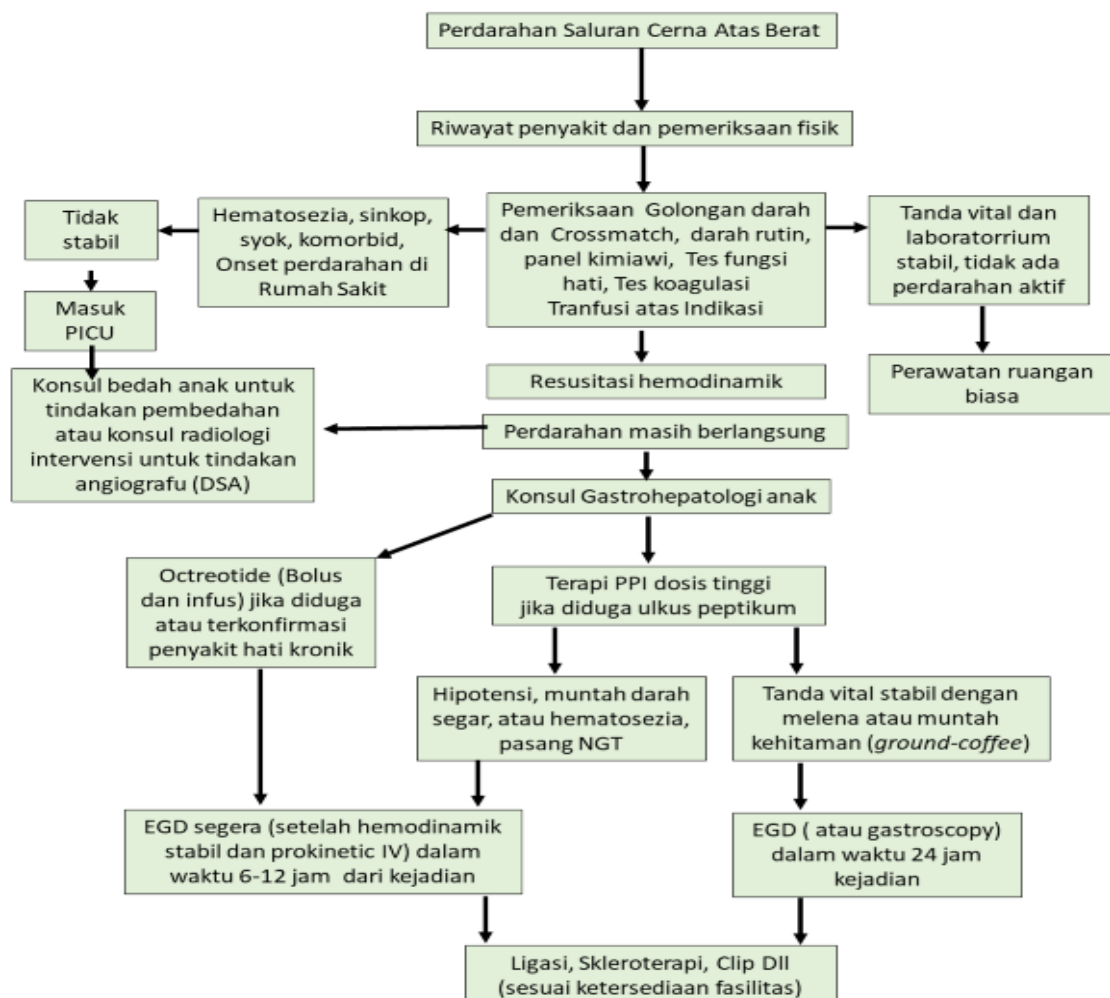 Perdarahan Saluran Cerna Atas Berat
Riwayat penyakit dan pemeriksaan fisik
Tidak
stabil
Hematosezia, sinkop,
syok, komorbid,
Onset perdarahan di
Rumah Sakit
Pemeriksaan Golongan darah
dan Crossmatch, darah rutin,
panel kimiawi, Tes fungsi
hati, Tes koagulasi
Tranfusi atas Indikasi
Tanda vital dan
laboratorrium
stabil, tidak ada
perdarahan aktif
Masuk
PICU
Resusitasi hemodinamik
Perawatan ruangan
biasa
Konsul bedah anak untuk
tindakan pembedahan
atau konsul radiologi
intervensi untuk tindakan
angiografu (DSA)
Perdarahan masih berlangsung
Konsul Gastrohepatologi anak
Octreotide (Bolus
dan infus) jika diduga
atau terkonfirmasi
penyakit hati kronik
Terapi PPI dosis tinggi
jika diduga ulkus peptikum
Hipotensi, muntah darah
segar, atau hematosezia,
pasang NGT
Tanda vital stabil dengan
melena atau muntah
kehitaman (ground-coffee)
EGD segera (setelah hemodinamik
stabil dan prokinetic IV) dalam
waktu 6-12 jam dari kejadian
EGD ( atau gastroscopy)
dalam waktu 24 jam
kejadian
Ligasi, Skleroterapi, Clip Dll
(sesuai ketersediaan fasilitas)